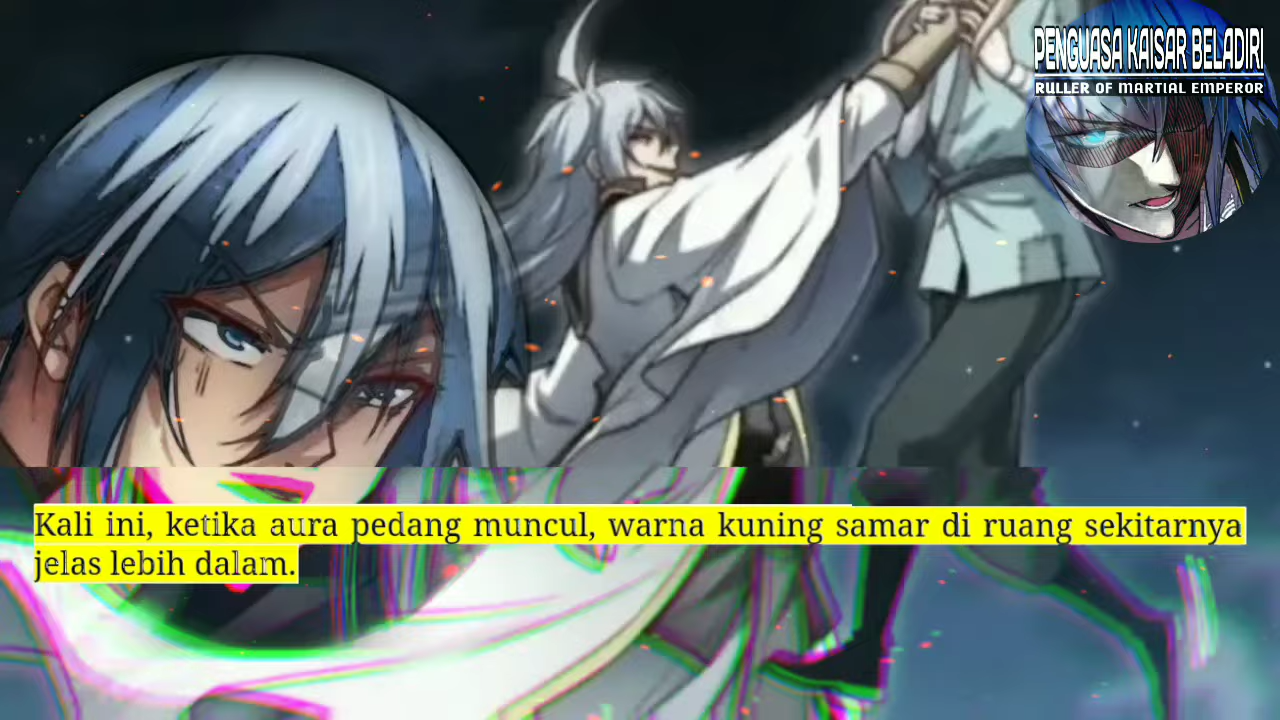 PENGUASA KAISAR BELADIRI
RULLER OF MARTIAL EMPEROR
Kali ini, ketika aura pedang muncul, warna kuning samar di ruang sekitarnya
jelas lebih dalam.